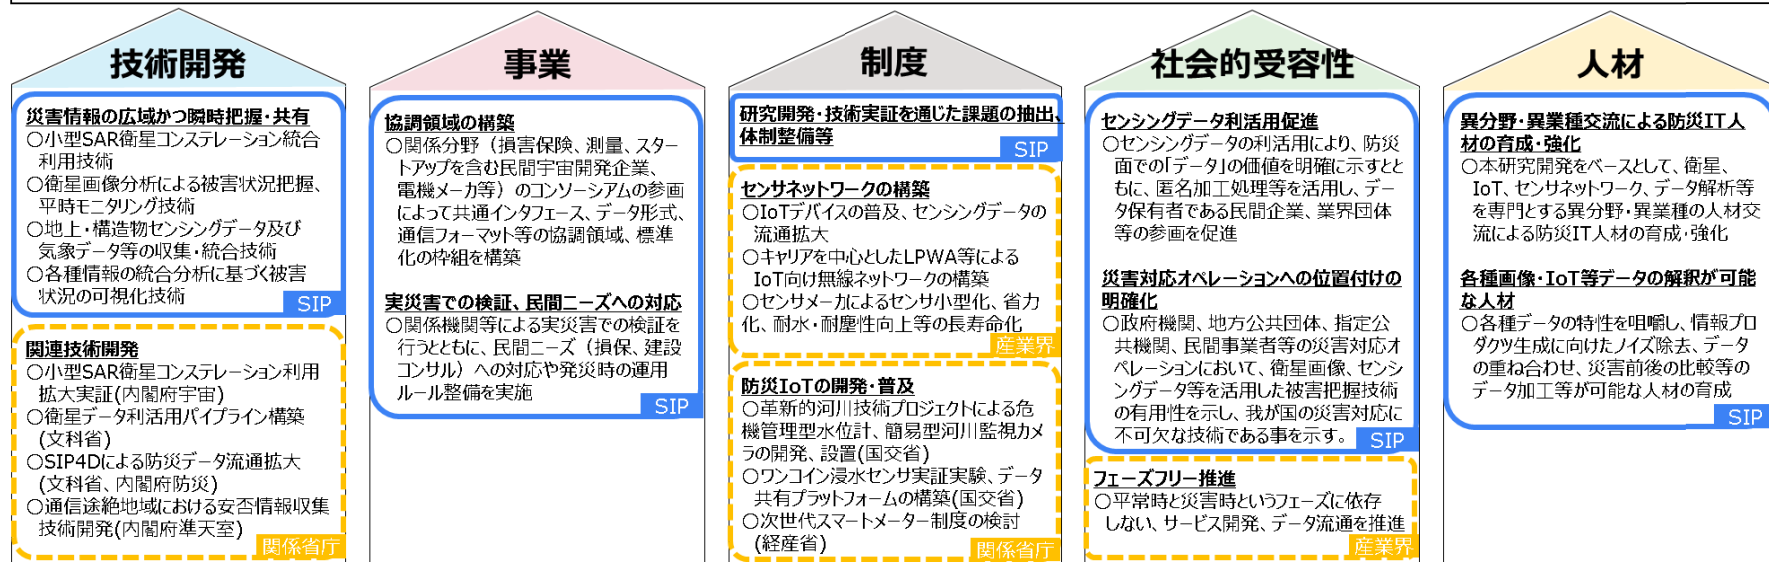 技術開発
災害情報の広域かつ瞬時把握・共有
○小型SAR衛星コンステレーション統合
利用技術
○衛星画像分析による被害状況把握、
平時モニタリング技術
○地上・構造物センシングデータ及び
気象データ等の収集・統合技術
○各種情報の統合分析に基づく被害
状況の可視化技術
SIP
関連技術開発
○小型SAR衛星コンステレーション利用
拡大実証(内閣府宇宙)
○衛星データ利活用パイプライン構築
(文科省)
○SIP4Dによる防災データ流通拡大
(文科省、内閣府防災)
○通信途絶地域における安否情報収集
技術開発(内閣府準天室)
関係省庁
事業
協調領域の構築
○関係分野（損害保険、測量、スター
トアップを含む民間宇宙開発企業、
電機メーカ等）のコンソーシアムの参画
によって共通インタフェース、データ形式、
通信フォーマット等の協調領域、標準
化の枠組を構築
実災害での検証、民間ニーズへの対応
○関係機関等による実災害での検証を
行うとともに、民間ニーズ（損保、建設
コンサル）への対応や発災時の運用
ルール整備を実施
SIP
制度
研究開発・技術実証を通じた課題の抽出、
体制整備等
SIP
センサネットワークの構築
○IoTデバイスの普及、センシングデータの
流通拡大
○キャリアを中心としたLPWA等による
IoT向け無線ネットワークの構築
○センサメーカによるセンサ小型化、省力
化、耐水・耐塵性向上等の長寿命化
産業界
防災IoTの開発・普及
○革新的河川技術プロジェクトによる危
機管理型水位計、簡易型河川監視カメ
ラの開発、設置(国交省)
○ワンコイン浸水センサ実証実験、データ
共有プラットフォームの構築(国交省)
○次世代スマートメーター制度の検討
(経産省)
関係省庁
社会的受容性
センシングデータ利活用促進
○センシングデータの利活用により、防災
面での「データ」の価値を明確に示すとと
もに、匿名加工処理等を活用し、デー
タ保有者である民間企業、業界団体
等の参画を促進
災害対応オペレーションへの位置付けの
明確化
○政府機関、地方公共団体、指定公
共機関、民間事業者等の災害対応オ
ペレーションにおいて、衛星画像、センシ
ングデータ等を活用した被害把握技術
の有用性を示し、我が国の災害対応に
不可欠な技術である事を示す。
SIP
フェーズフリー推進
○平常時と災害時というフェーズに依存
しない、サービス開発、データ流通を推進
産業界
人材
異分野・異業種交流による防災IT人
材の育成・強化
○本研究開発をベースとして、衛星、
IoT、センサネットワーク、データ解析等
を専門とする異分野・異業種の人材交
流による防災IT人材の育成・強化
各種画像・IoT等データの解釈が可能
な人材
○各種データの特性を咀嚼し、情報プロ
ダクツ生成に向けたノイズ除去、データ
の重ね合わせ、災害前後の比較等の
データ加工等が可能な人材の育成
SIP